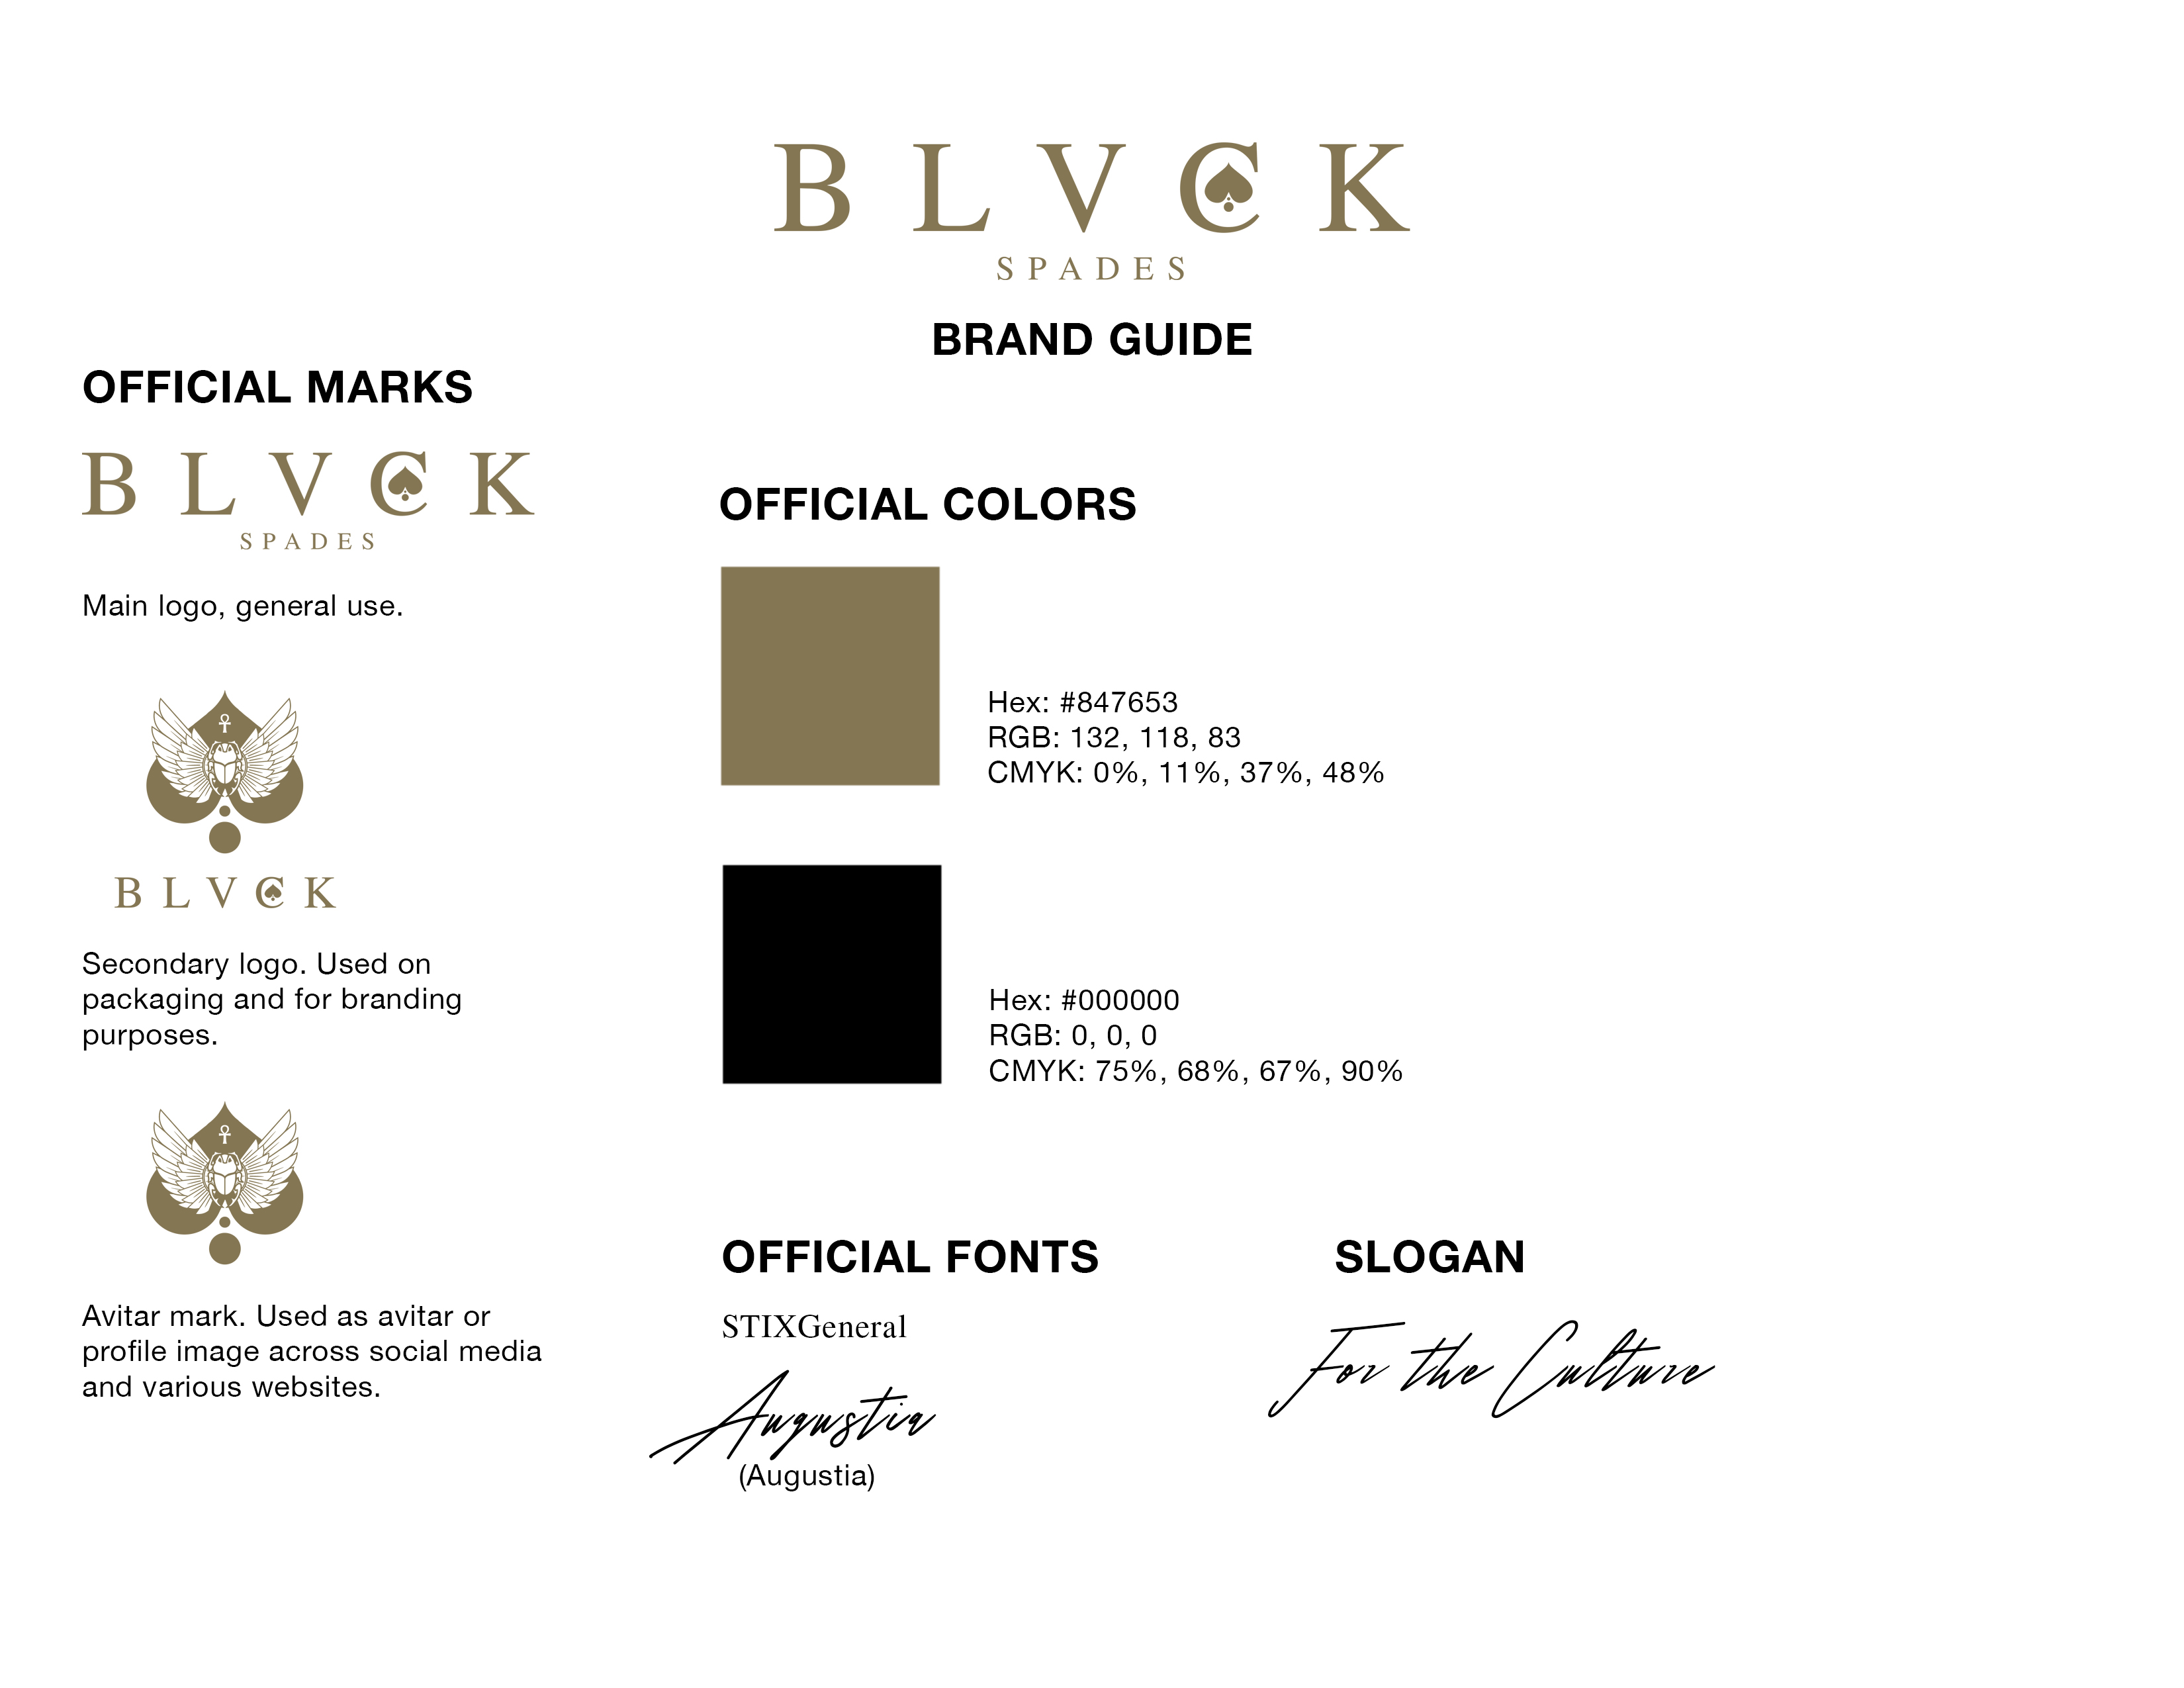 BLVCK
SPADES
BRAND GUIDE
OFFICIAL MARKS
BLVCK
SPADES
Main logo, general use.
BLVCK
Secondary logo. Used on
packaging and for branding
purposes.
Avitar mark. Used as avitar or
profile image across social media
and various websites.
OFFICIAL COLORS
Hex: #847653
RGB: 132, 118, 83
CMYK: 0%, 11%, 37%, 48%
Hex: #000000
RGB: 0, 0, 0
CMYK: 75%, 68%, 67%, 90%
OFFICIAL FONTS
STIXGeneral
Augustia
(Augustia)
SLOGAN
For the Culture